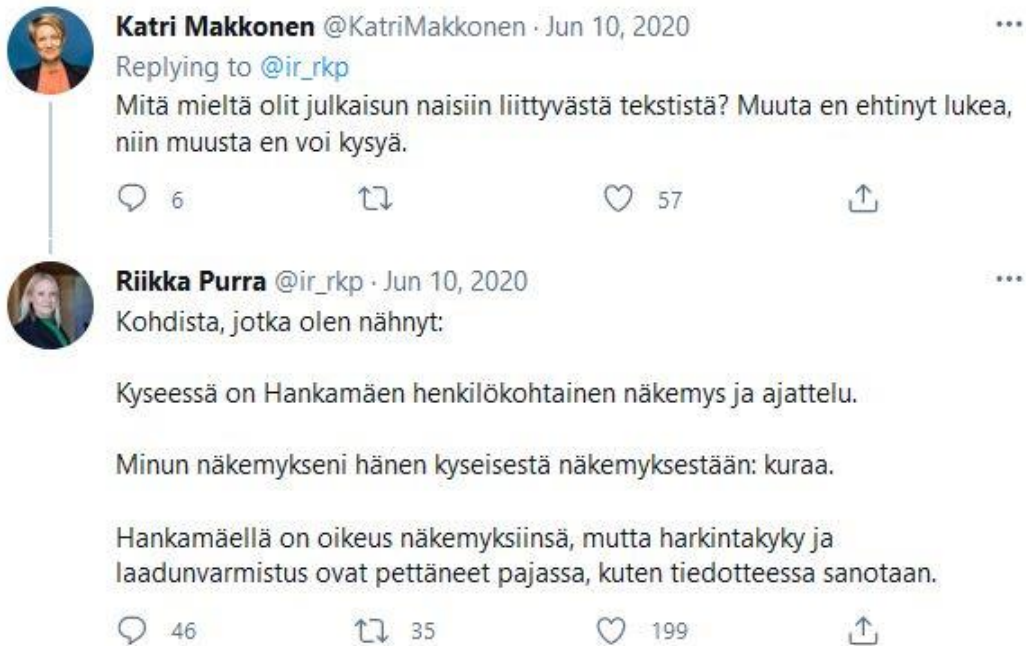 Katri Makkonen @KatriMakkonen · Jun 10, 2020
Replying to @ir_rkp
Mitä mieltä olit julkaisun naisiin liittyvästä tekstistä? Muuta en ehtinyt lukea,
niin muusta en voi kysyä.
6 57
Riikka Purra @ir_rkp · Jun 10, 2020
Kohdista, jotka olen nähnyt:
Kyseessä on Hankamäen henkilökohtainen näkemys ja ajattelu.
Minun näkemykseni hänen kyseisestä näkemyksestään: kuraa.
Hankamäellä on oikeus näkemyksiinsä, mutta harkintakyky ja
laadunvarmistus ovat pettäneet pajassa, kuten tiedotteessa sanotaan.
46 35 199